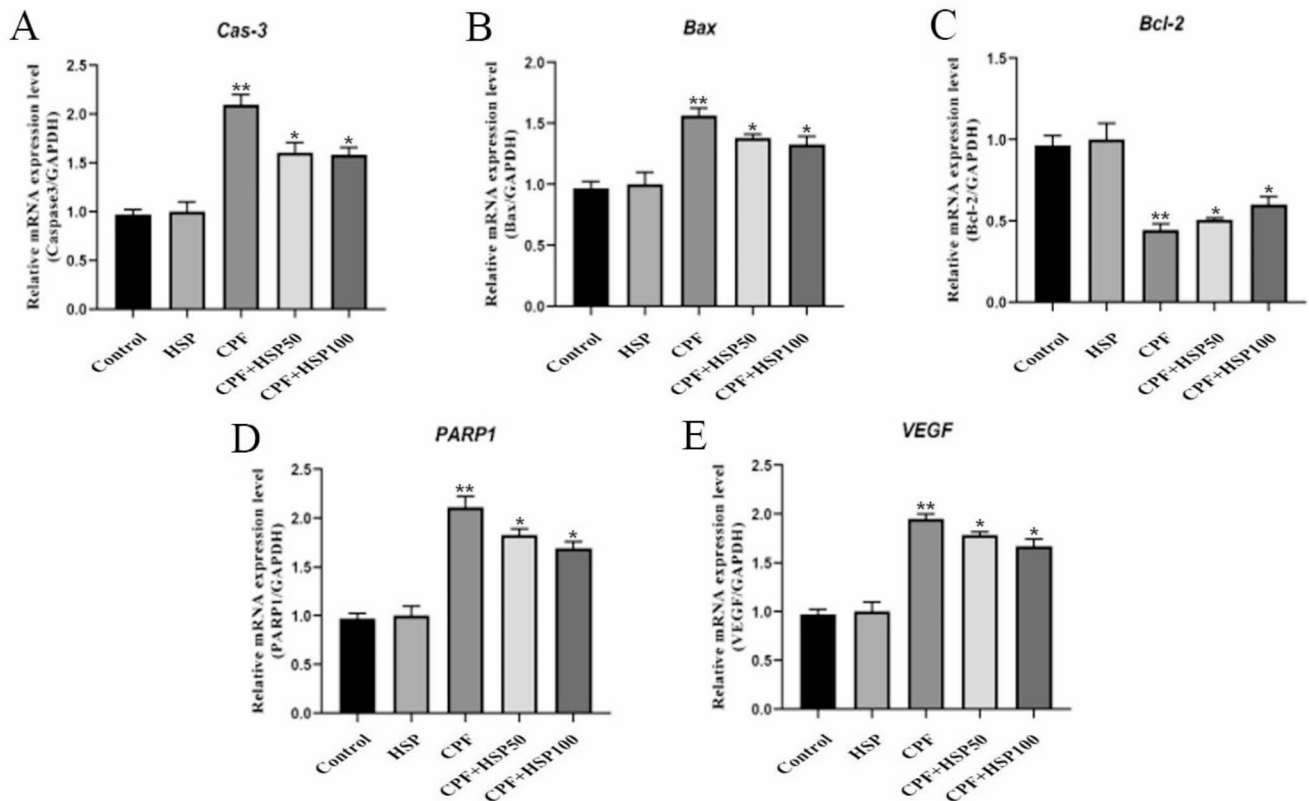 A
Cas-3
Relative mRNA expression level
(Caspase3/GAPDH)
2.5
2.0
1.5
1.0
0.5
0.0
**
*
*
Control
HSP
CPF
CPF+HSP50
CPF+HSP100
B
Bax
Relative mRNA expression level
(Bax/GAPDH)
2.0
1.5
1.0
0.5
0.0
**
*
*
Control
HSP
CPF
CPF+HSP50
CPF+HSP100
C
Bcl-2
Relative mRNA expression level
(Bcl-2/GAPDH)
1.5
1.0
0.5
0.0
**
*
*
Control
HSP
CPF
CPF+HSP50
CPF+HSP100
D
PARP1
Relative mRNA expression level
(PARP1/GAPDH)
2.5
2.0
1.5
1.0
0.5
0.0
**
*
*
Control
HSP
CPF
CPF+HSP50
CPF+HSP100
E
VEGF
Relative mRNA expression level
(VEGF/GAPDH)
2.5
2.0
1.5
1.0
0.5
0.0
**
*
*
Control
HSP
CPF
CPF+HSP50
CPF+HSP100